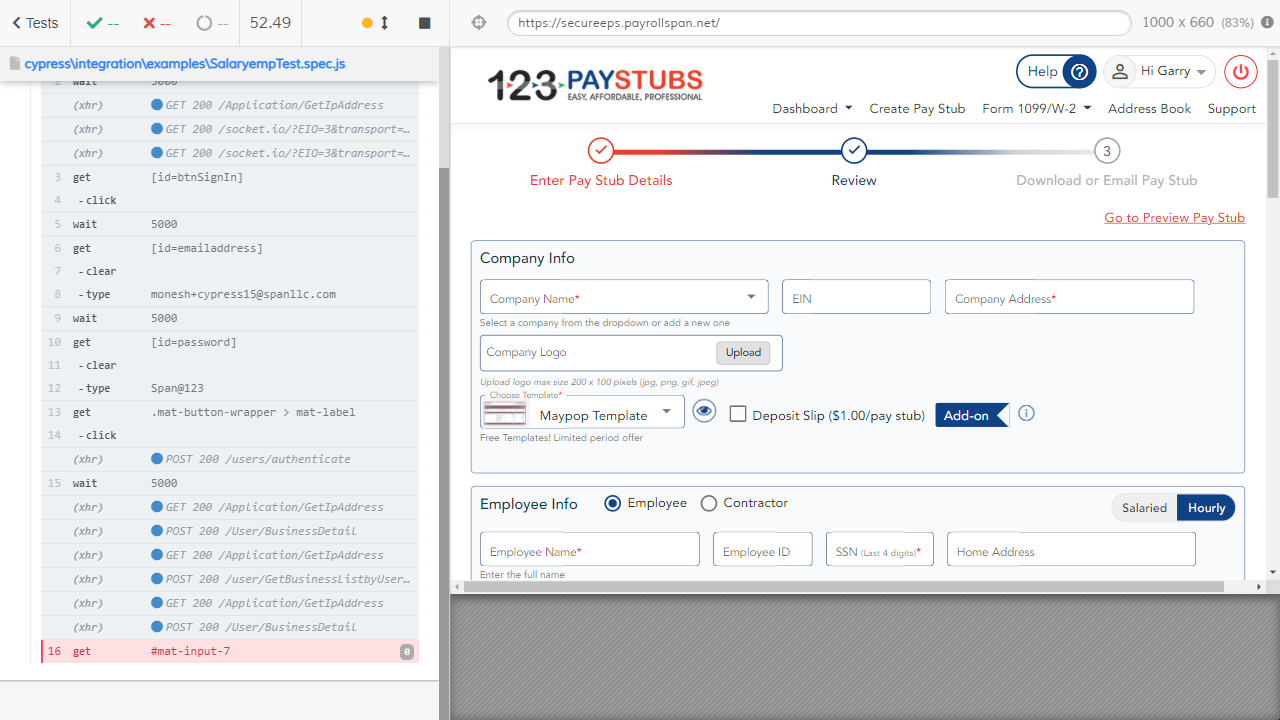 Tests
--
--
--
52.49
https://secureeps.payrollspan.net/
1000 x 660 (83%)
cypress\integration\examples\SalaryempTest.spec.js
2 wait 5000
(xhr) GET 200 /Application/GetIpAddress
(xhr) GET 200 /socket.io/?EIO=3&transport=…
(xhr) GET 200 /socket.io/?EIO=3&transport=…
3 get [id=btnSignIn]
4 -click
5 wait 5000
6 get [id=emailaddress]
7 -clear
8 -type monesh+cypress15@spanllc.com
9 wait 5000
10 get [id=password]
11 -clear
12 -type Span@123
13 get .mat-button-wrapper > mat-label
14 -click
(xhr) POST 200 /users/authenticate
15 wait 5000
(xhr) GET 200 /Application/GetIpAddress
(xhr) POST 200 /User/BusinessDetail
(xhr) GET 200 /Application/GetIpAddress
(xhr) POST 200 /user/GetBusinessListbyUser…
(xhr) GET 200 /Application/GetIpAddress
(xhr) POST 200 /User/BusinessDetail
16 get #mat-input-7 0
123 PAYSTUBS
EASY, AFFORDABLE, PROFESSIONAL
Help ?
Hi Garry
Dashboard Create Pay Stub Form 1099/W-2 Address Book Support
3
Enter Pay Stub Details Review Download or Email Pay Stub
Go to Preview Pay Stub
Company Info
Company Name* EIN Company Address*
Select a company from the dropdown or add a new one
Company Logo Upload
Upload logo max size 200 x 100 pixels (jpg, png, gif, jpeg)
Choose Template*
Maypop Template Deposit Slip ($1.00/pay stub) Add-on
Free Templates! Limited period offer
Employee Info Employee Contractor Salaried Hourly
Employee Name* Employee ID SSN (Last 4 digits)* Home Address
Enter the full name